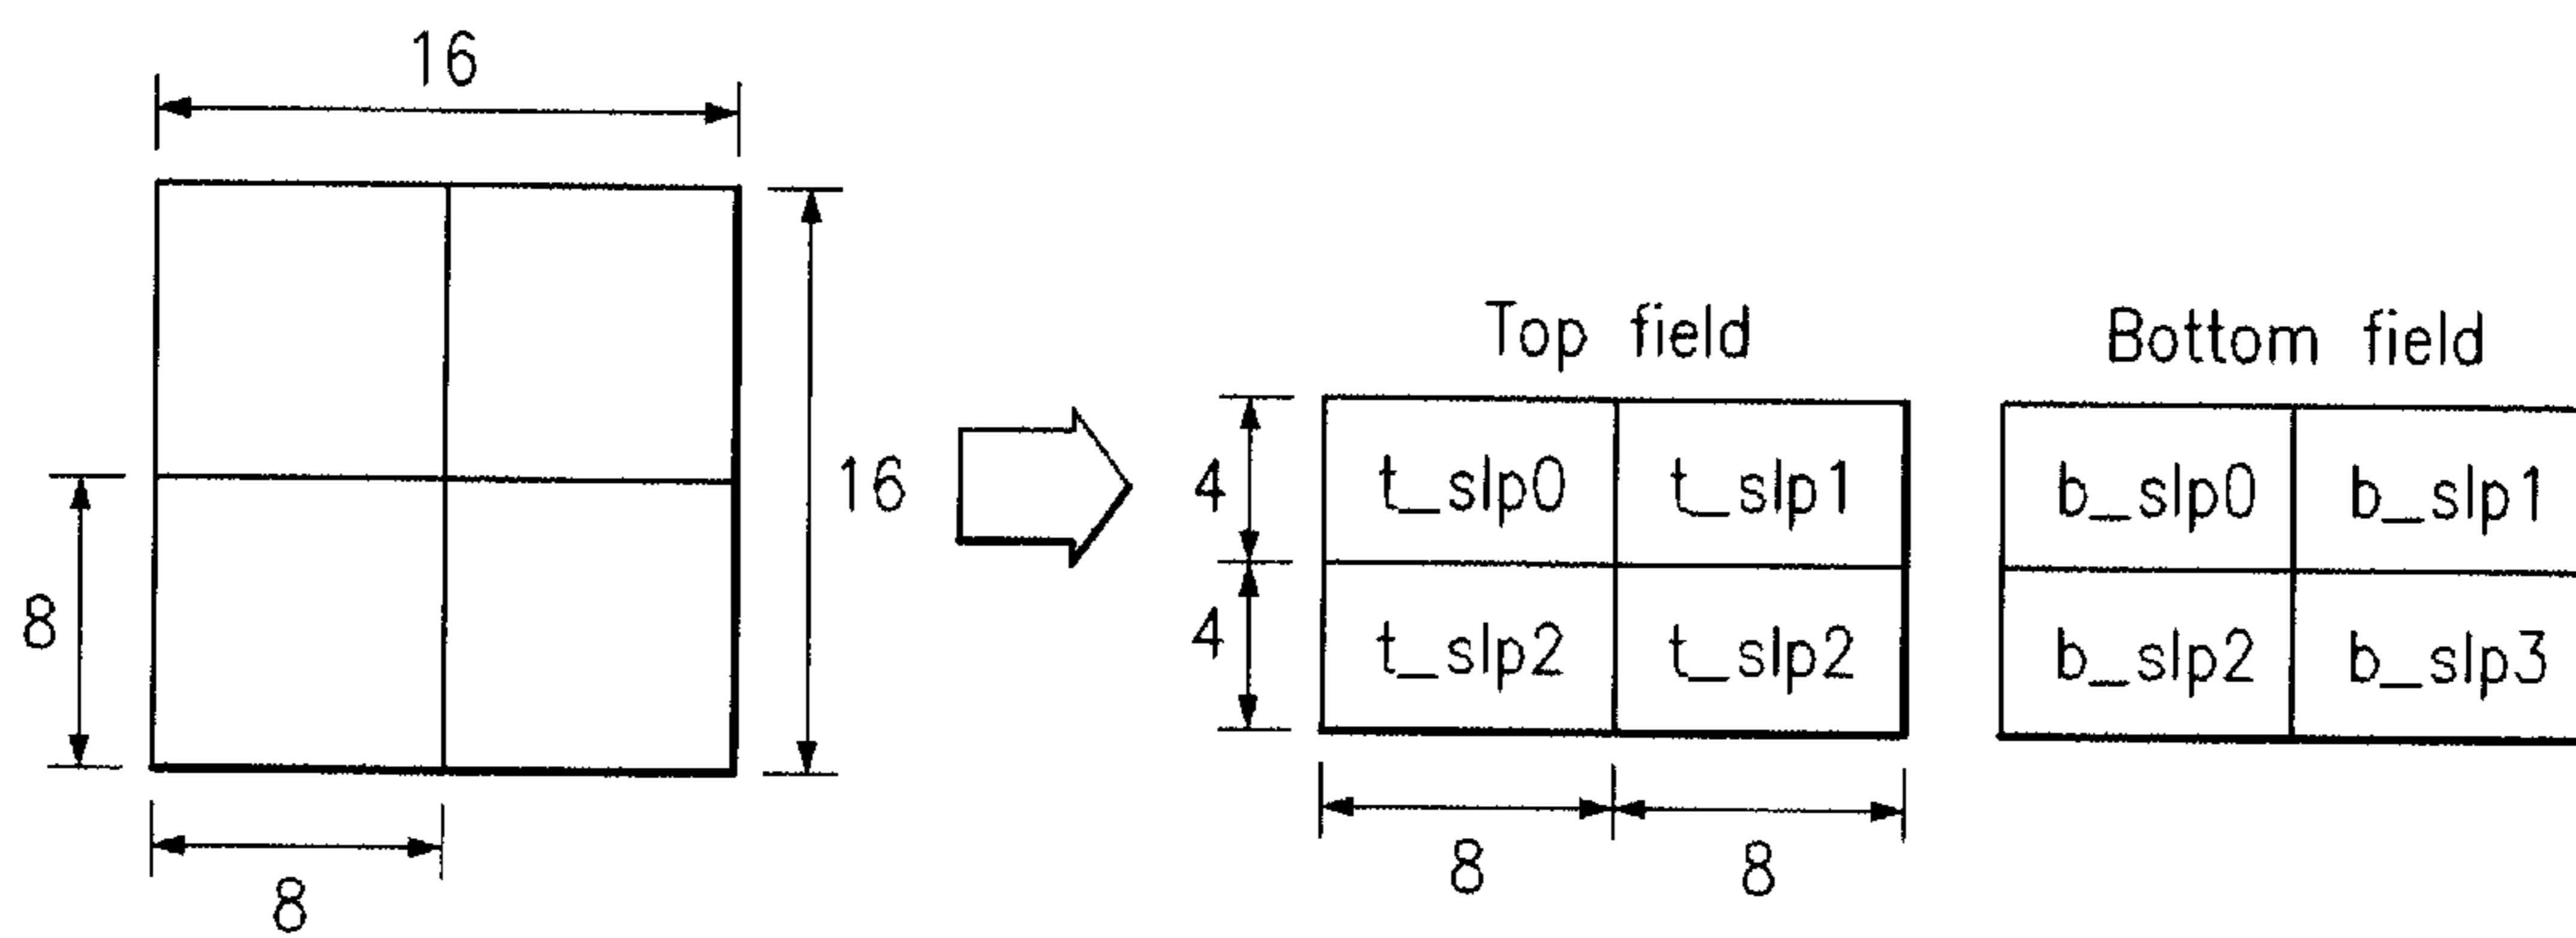 16
16
8
8
Top field
4
t_slp0 t_slp1
4
t_slp2 t_slp2
8 8
Bottom field
b_slp0 b_slp1
b_slp2 b_slp3